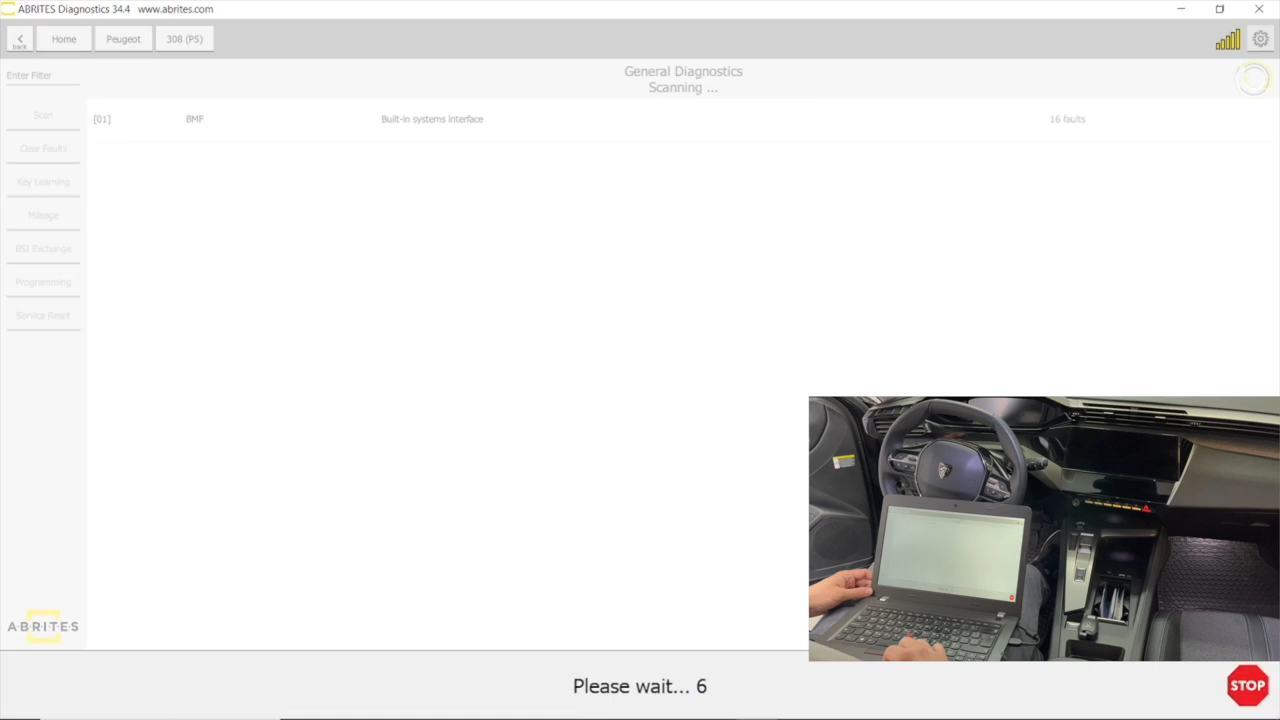 ABRITES Diagnostics 34.4 www.abrites.com
back
Home
Peugeot
308 (P5)
Enter Filter
General Diagnostics
Scanning ...
Scan
Clear Faults
Key Learning
Mileage
BSI Exchange
Programming
Service Reset
[01] BMF Built-in systems interface 16 faults
ABRITES
Please wait... 6
STOP